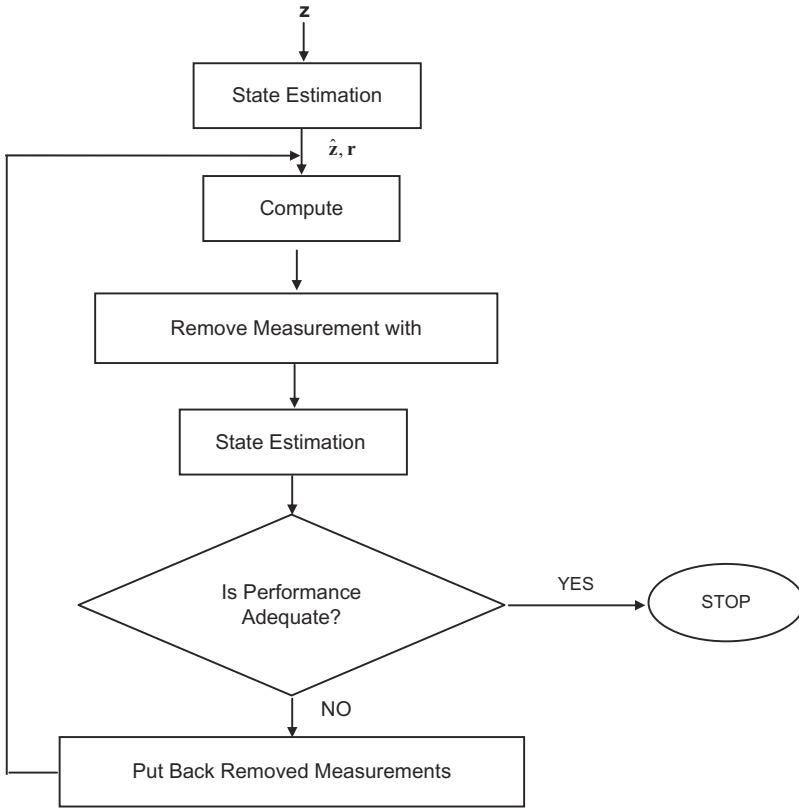 z
State Estimation
ẑ, r
Compute
Remove Measurement with
State Estimation
Is Performance
Adequate?
YES
STOP
NO
Put Back Removed Measurements